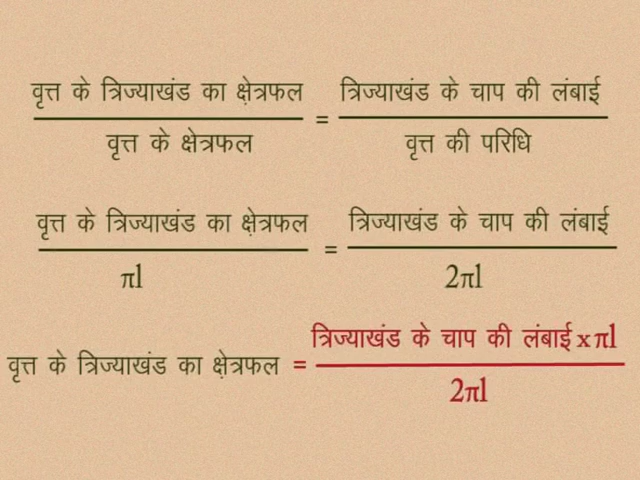 वृत्त के त्रिज्याखंड का क्षेत्रफल = त्रिज्याखंड के चाप की लंबाई
वृत्त के क्षेत्रफल वृत्त की परिधि
वृत्त के त्रिज्याखंड का क्षेत्रफल = त्रिज्याखंड के चाप की लंबाई
πl 2πl
वृत्त के त्रिज्याखंड का क्षेत्रफल = त्रिज्याखंड के चाप की लंबाई x πl
2πl